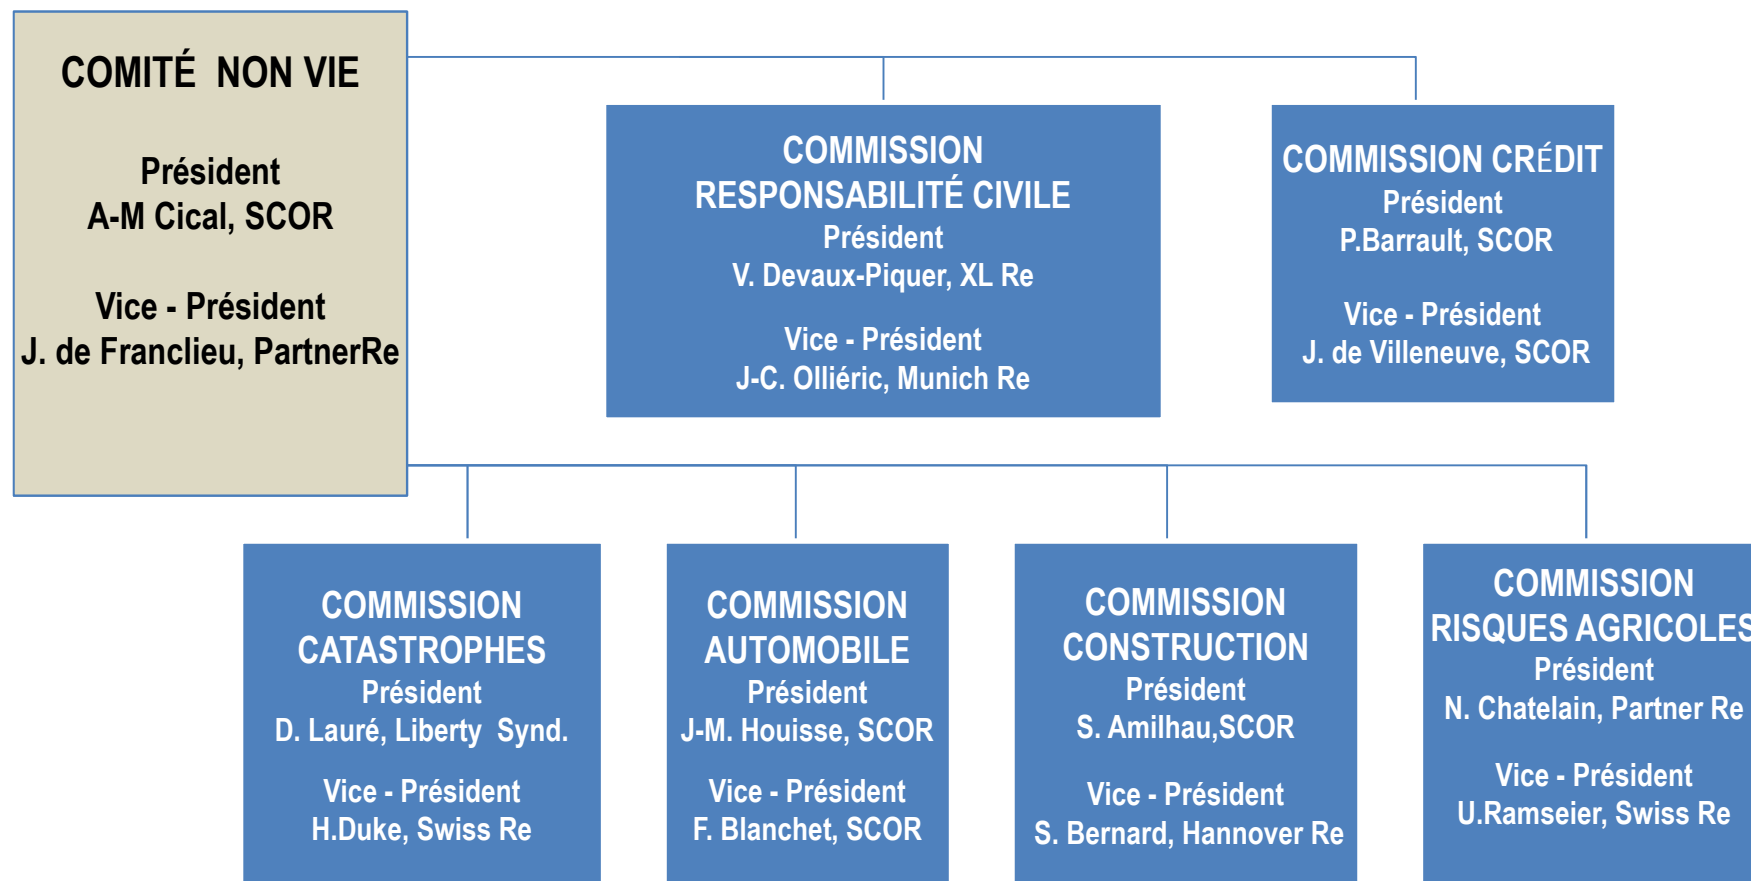 COMITÉ  NON VIE
Président
A-M Cical, SCOR
Vice - Président
J. de Franclieu, PartnerRe
COMMISSION
RESPONSABILITÉ CIVILE
Président
V. Devaux-Piquer, XL Re
Vice - Président
J-C. Olliéric, Munich Re
COMMISSION CRÉDIT
Président
P.Barrault, SCOR
Vice - Président
J. de Villeneuve, SCOR
COMMISSION
CATASTROPHES
Président
D. Lauré, Liberty  Synd.
Vice - Président
H.Duke, Swiss Re
COMMISSION
AUTOMOBILE
Président
J-M. Houisse, SCOR
Vice - Président
F. Blanchet, SCOR
COMMISSION
CONSTRUCTION
Président
S. Amilhau,SCOR
Vice - Président
S. Bernard, Hannover Re
COMMISSION
RISQUES AGRICOLES
Président
N. Chatelain, Partner Re
Vice - Président
U.Ramseier, Swiss Re